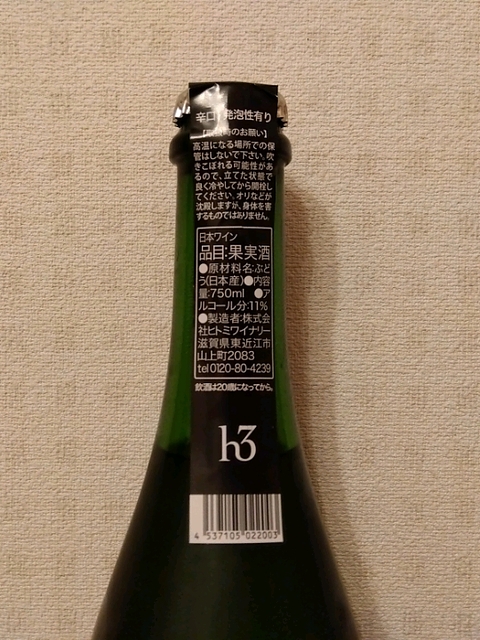 辛口 発泡性有り
時のお願い】
高温になる場所での保
管はしないで下さい。吹
きこぼれる可能性があ
るので、立てた状態で
良く冷やしてから開栓し
てください。オリなどが
沈殿しますが、身体を害
するものではありません。
日本ワイン
品目:果実酒
●原材料名:ぶど
う(日本産)●内容
量:750ml ●ア
ルコール分:11%
●製造者:株式会
社ヒトミワイナリー
滋賀県東近江市
山上町2083
tel 0120-80-4239
飲酒は20歳になってから。
h3
4 537105 022003